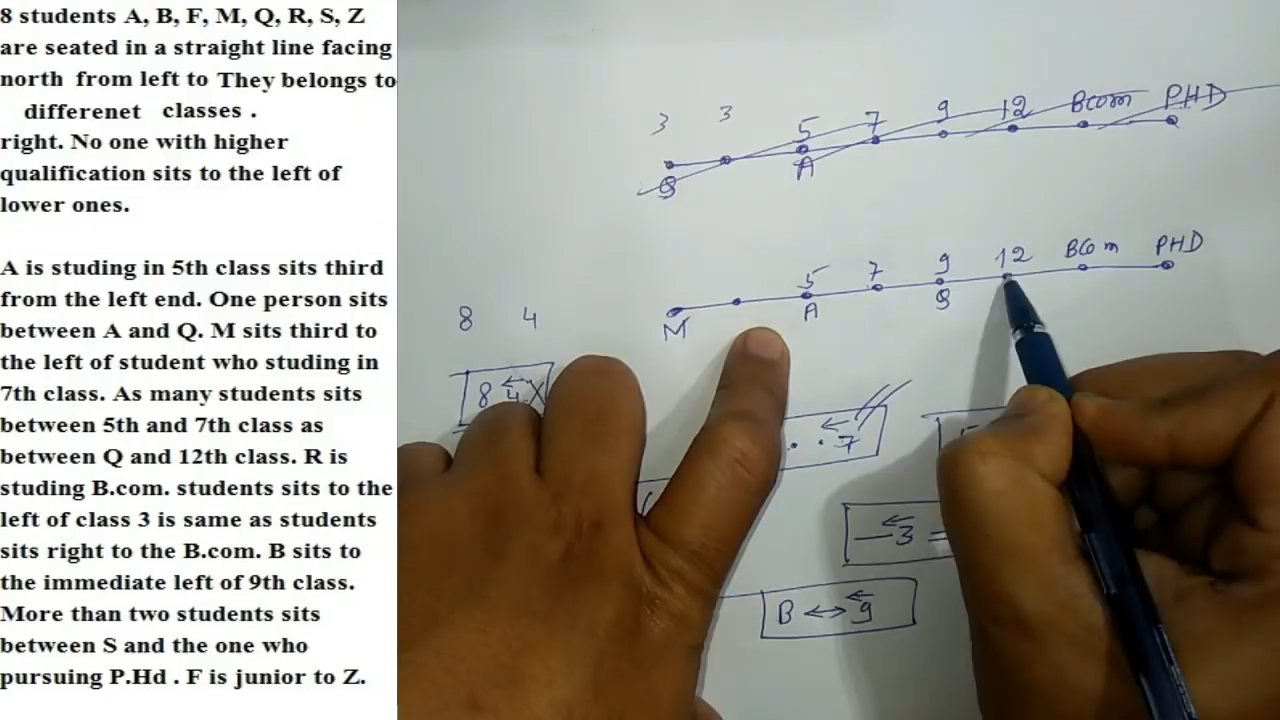 8 students A, B, F, M, Q, R, S, Z
are seated in a straight line facing
north from left to They belongs to
differenet classes .
right. No one with higher
qualification sits to the left of
lower ones.
A is studing in 5th class sits third
from the left end. One person sits
between A and Q. M sits third to
the left of student who studing in
7th class. As many students sits
between 5th and 7th class as
between Q and 12th class. R is
studing B.com. students sits to the
left of class 3 is same as students
sits right to the B.com. B sits to
the immediate left of 9th class.
More than two students sits
between S and the one who
pursuing P.Hd . F is junior to Z.
3 3 5 7 9 12 Bcom PHD
Q A
5 7 9 12 BCom PHD
M A Q
8 4
8 4
7
3 =
B ↔ 9